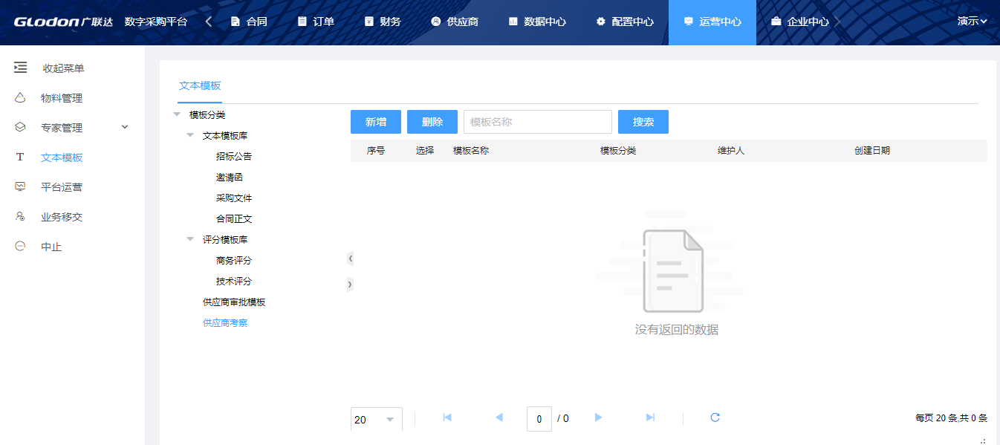 Glodon广联达 数字采购平台 合同 订单 财务 供应商 数据中心 配置中心 运营中心 企业中心 演示
收起菜单
物料管理
专家管理
文本模板
平台运营
业务移交
中止
文本模板
模板分类
文本模板库
招标公告
邀请函
采购文件
合同正文
评分模板库
商务评分
技术评分
供应商审批模板
供应商考察
新增 删除 模板名称 搜索
序号 选择 模板名称 模板分类 维护人 创建日期
没有返回的数据
20 0 / 0 每页 20 条,共 0 条